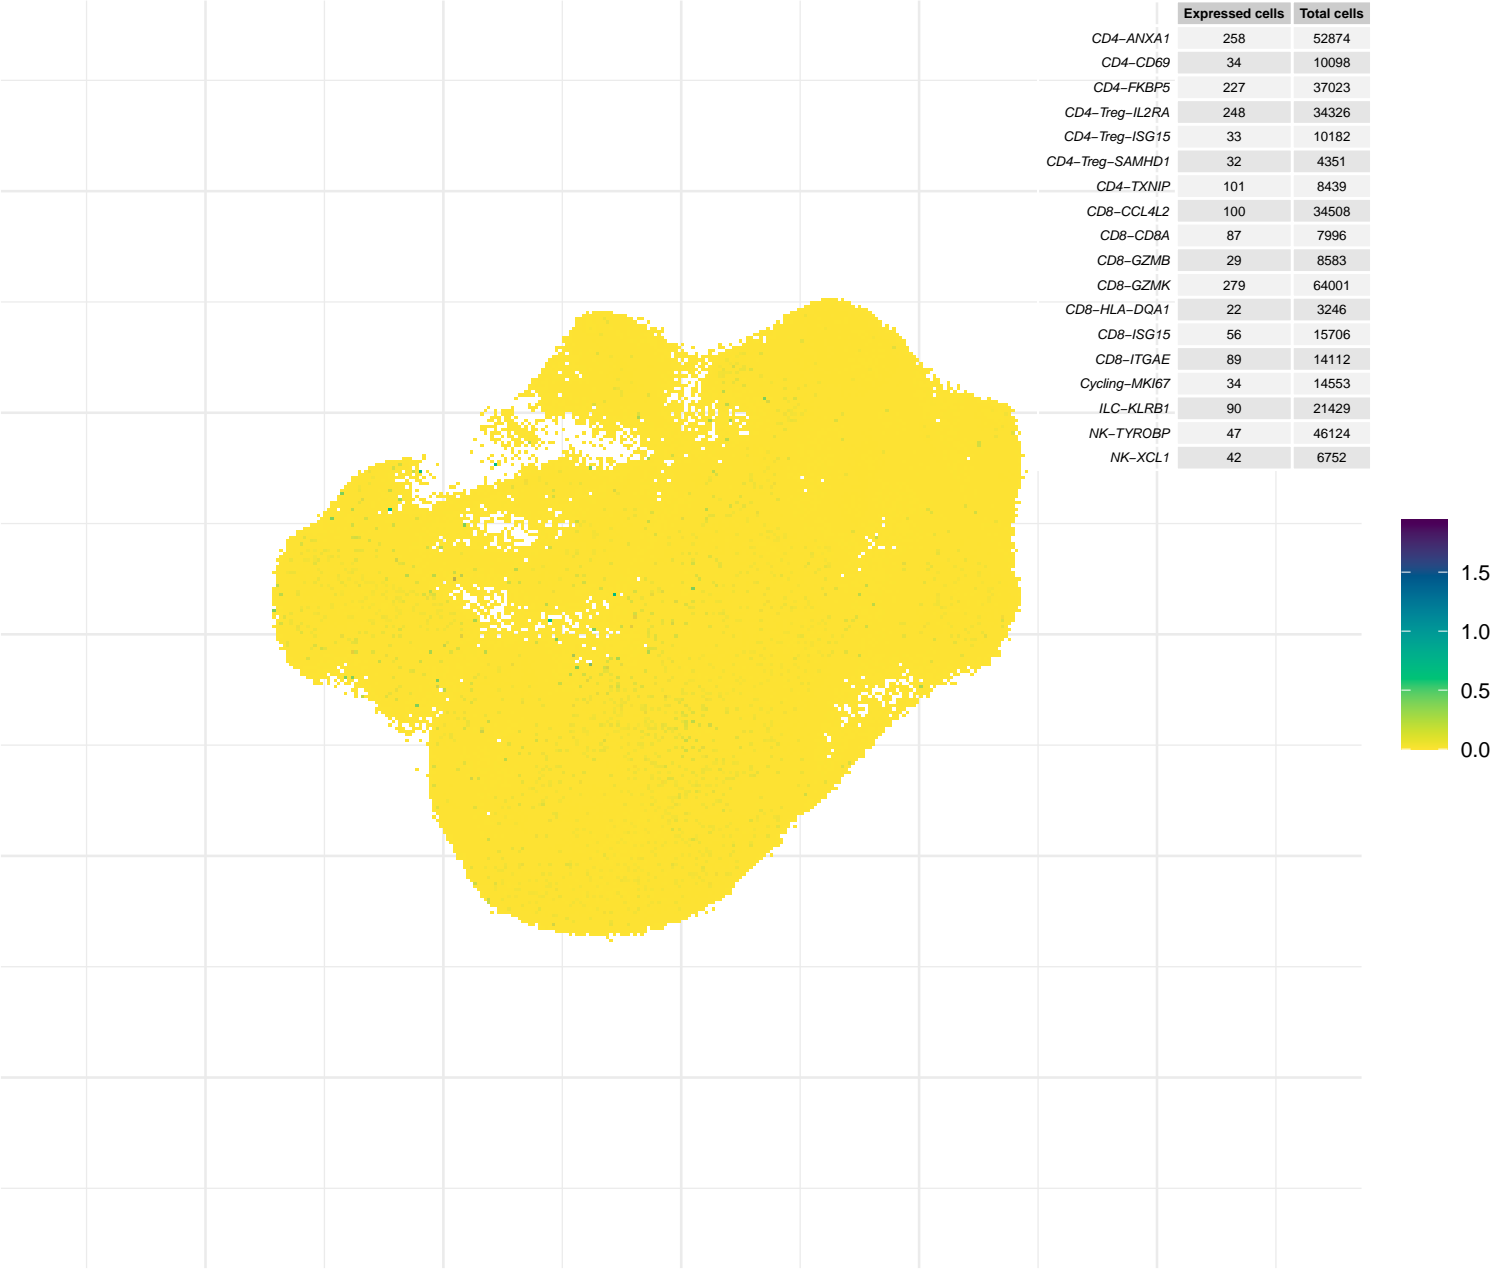 Expressed cells Total cells
CD4−ANXA1 258 52874
CD4−CD69 34 10098
CD4−FKBP5 227 37023
CD4−Treg−IL2RA 248 34326
CD4−Treg−ISG15 33 10182
CD4−Treg−SAMHD1 32 4351
CD4−TXNIP 101 8439
CD8−CCL4L2 100 34508
CD8−CD8A 87 7996
CD8−GZMB 29 8583
CD8−GZMK 279 64001
CD8−HLA−DQA1 22 3246
CD8−ISG15 56 15706
CD8−ITGAE 89 14112
Cycling−MKI67 34 14553
ILC−KLRB1 90 21429
NK−TYROBP 47 46124
NK−XCL1 42 6752
1.5
1.0
0.5
0.0